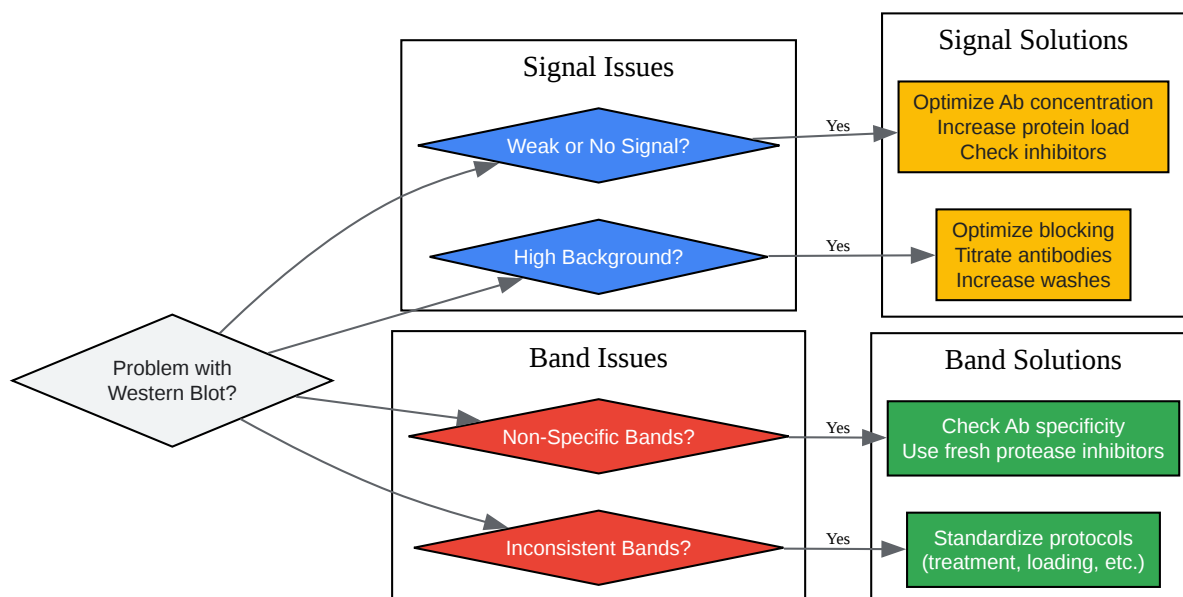 Signal Issues
Signal Solutions
Weak or No Signal?
Yes
Optimize Ab concentration
Increase protein load
Check inhibitors
High Background?
Yes
Optimize blocking
Titrate antibodies
Increase washes
Problem with
Western Blot?
Band Issues
Band Solutions
Non-Specific Bands?
Yes
Check Ab specificity
Use fresh protease inhibitors
Inconsistent Bands?
Yes
Standardize protocols
(treatment, loading, etc.)